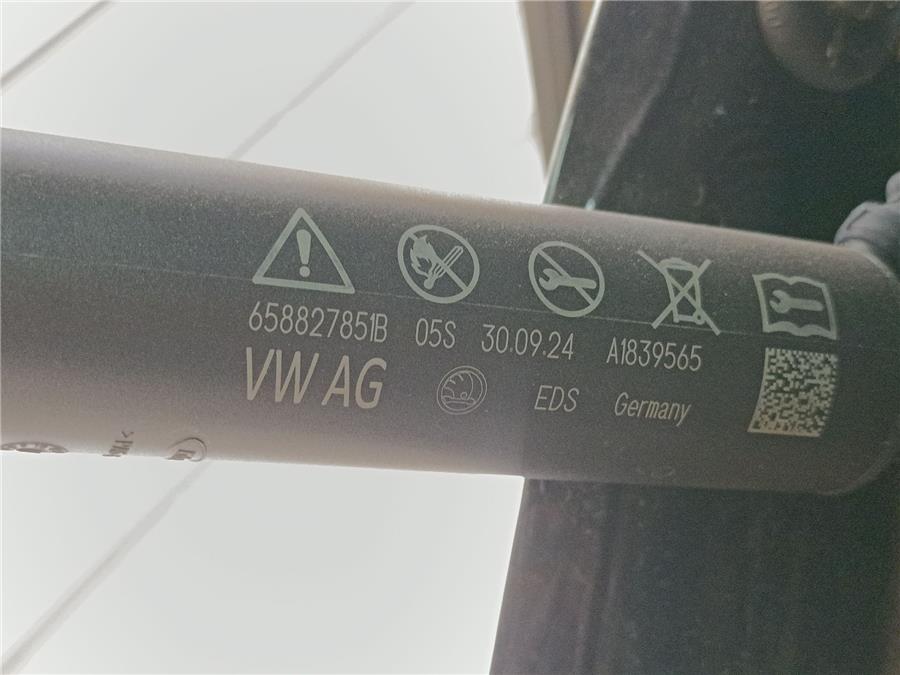 658827851B 05S 30.09.24 A1839565
VW AG EDS Germany